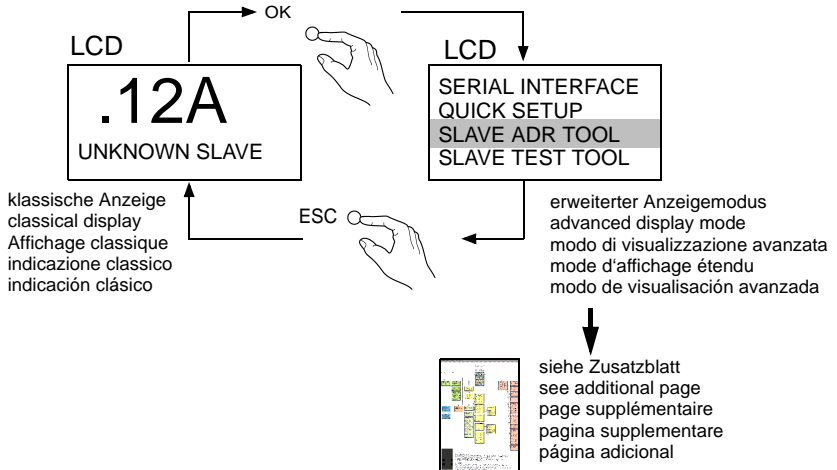 OK
LCD
.12A
UNKNOWN SLAVE
LCD
SERIAL INTERFACE
QUICK SETUP
SLAVE ADR TOOL
SLAVE TEST TOOL
klassische Anzeige
classical display
Affichage classique
indicazione classico
indicación clásico
ESC
erweiterter Anzeigemodus
advanced display mode
modo di visualizzazione avanzata
mode d‘affichage étendu
modo de visualisación avanzada
siehe Zusatzblatt
see additional page
page supplémentaire
pagina supplementare
página adicional